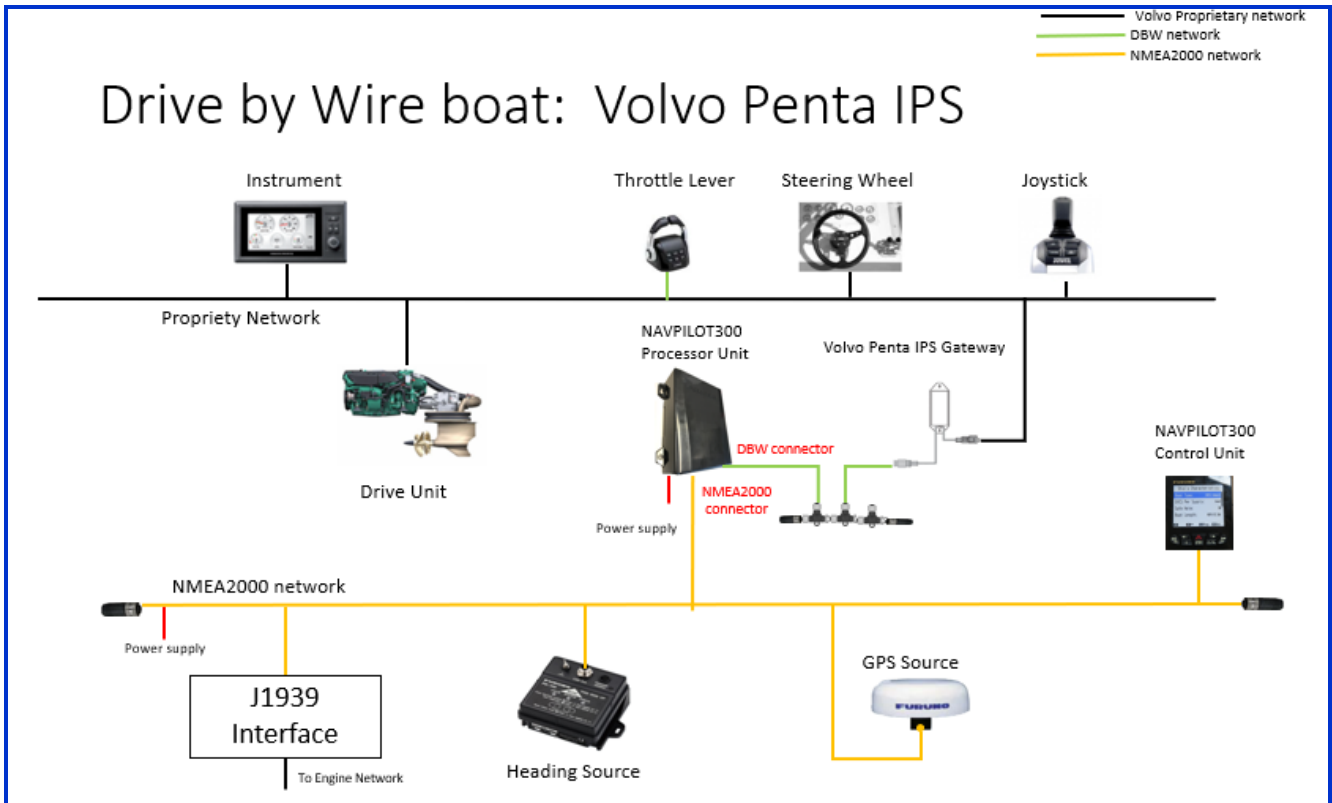 Volvo Proprietary network
DBW network
NMEA2000 network
Drive by Wire boat: Volvo Penta IPS
Instrument
Throttle Lever
Steering Wheel
Joystick
Propriety Network
NAVPILOT300
Processor Unit
Volvo Penta IPS Gateway
DBW connector
NAVPILOT300
Control Unit
Drive Unit
NMEA2000
connector
Power supply
NMEA2000 network
Power supply
GPS Source
FURUNO
J1939
Interface
Heading Source
To Engine Network